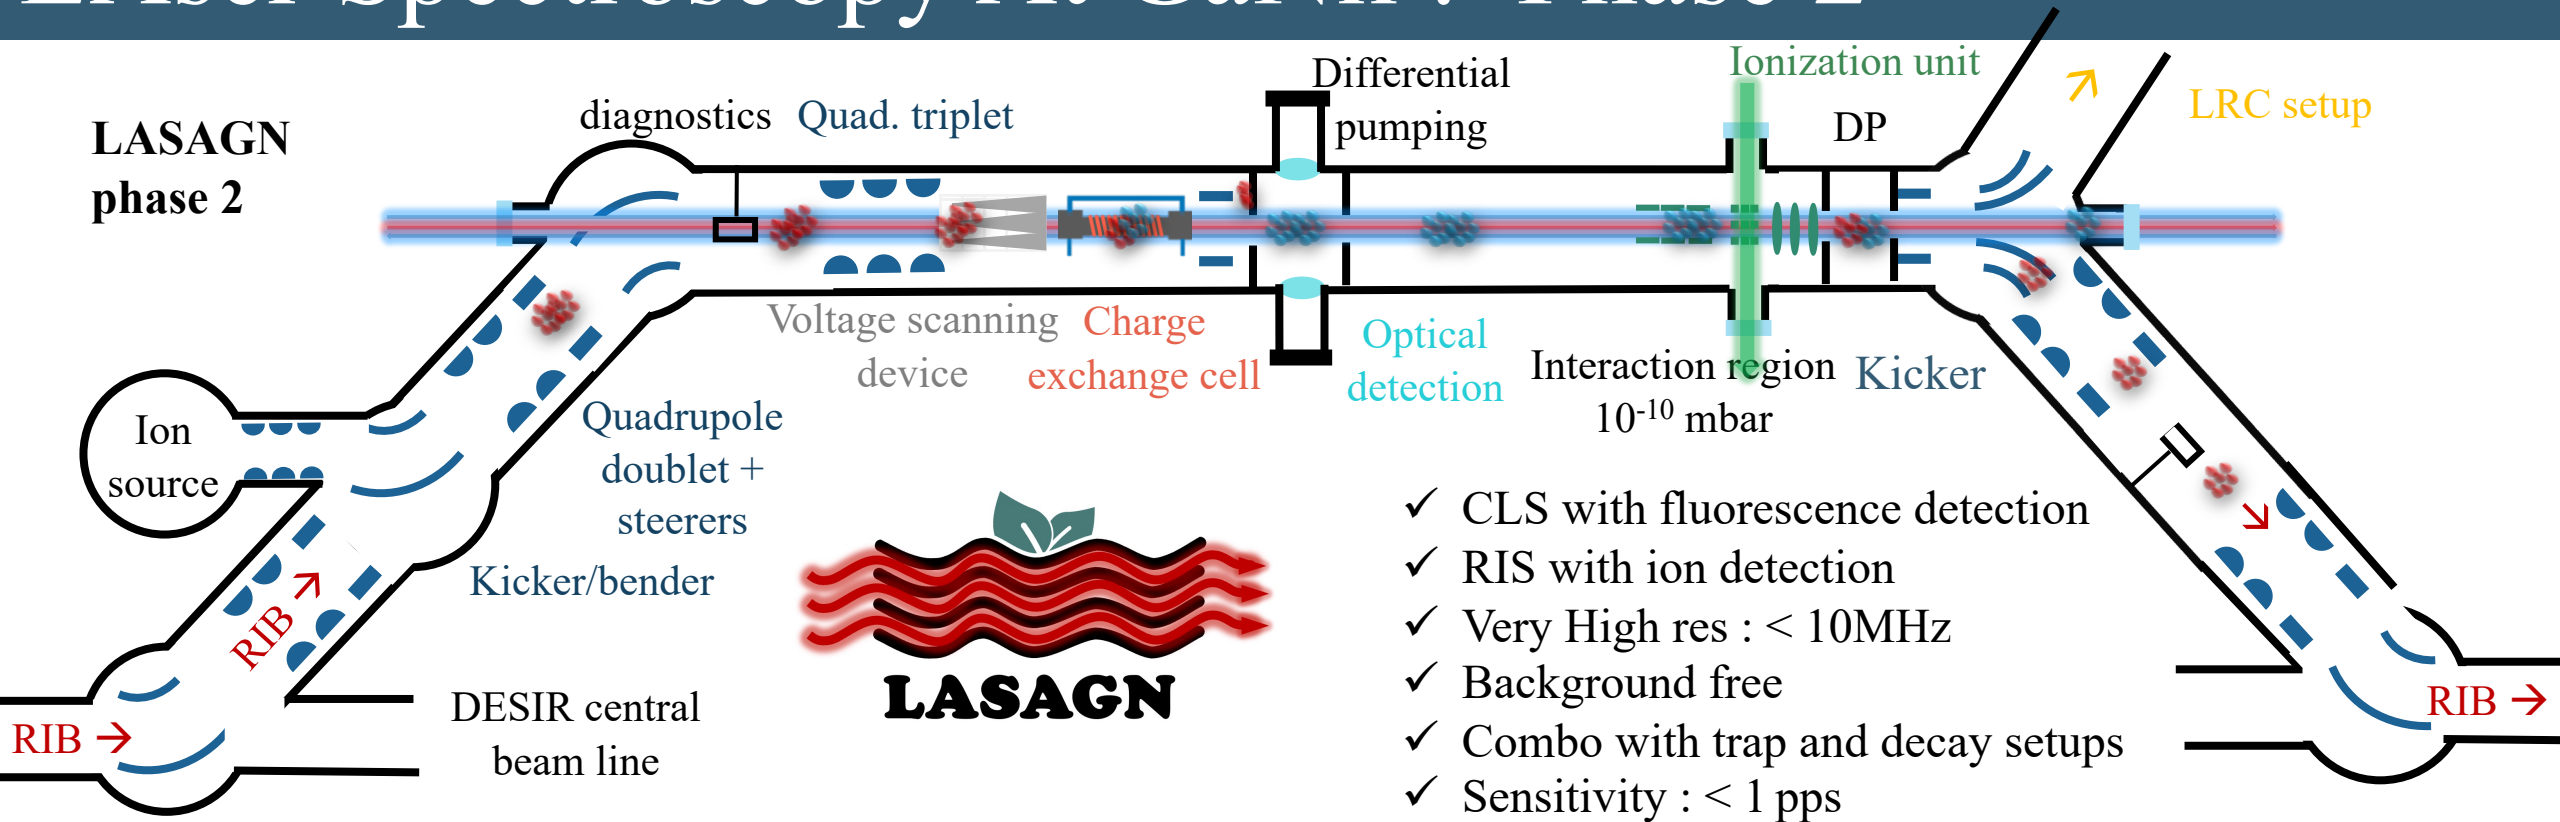 Spectroscopy Phase 2
LASAGN
phase 2
diagnostics
Quad. triplet
Differential
pumping
Ionization unit
DP
LRC setup
Voltage scanning
device
Charge
exchange cell
Optical
detection
Interaction region
10⁻¹⁰ mbar
Kicker
Ion
source
Quadrupole
doublet +
steerers
Kicker/bender
RIB →
RIB →
DESIR central
beam line
LASAGN
✓ CLS with fluorescence detection
✓ RIS with ion detection
✓ Very High res : < 10MHz
✓ Background free
✓ Combo with trap and decay setups
✓ Sensitivity : < 1 pps
RIB →